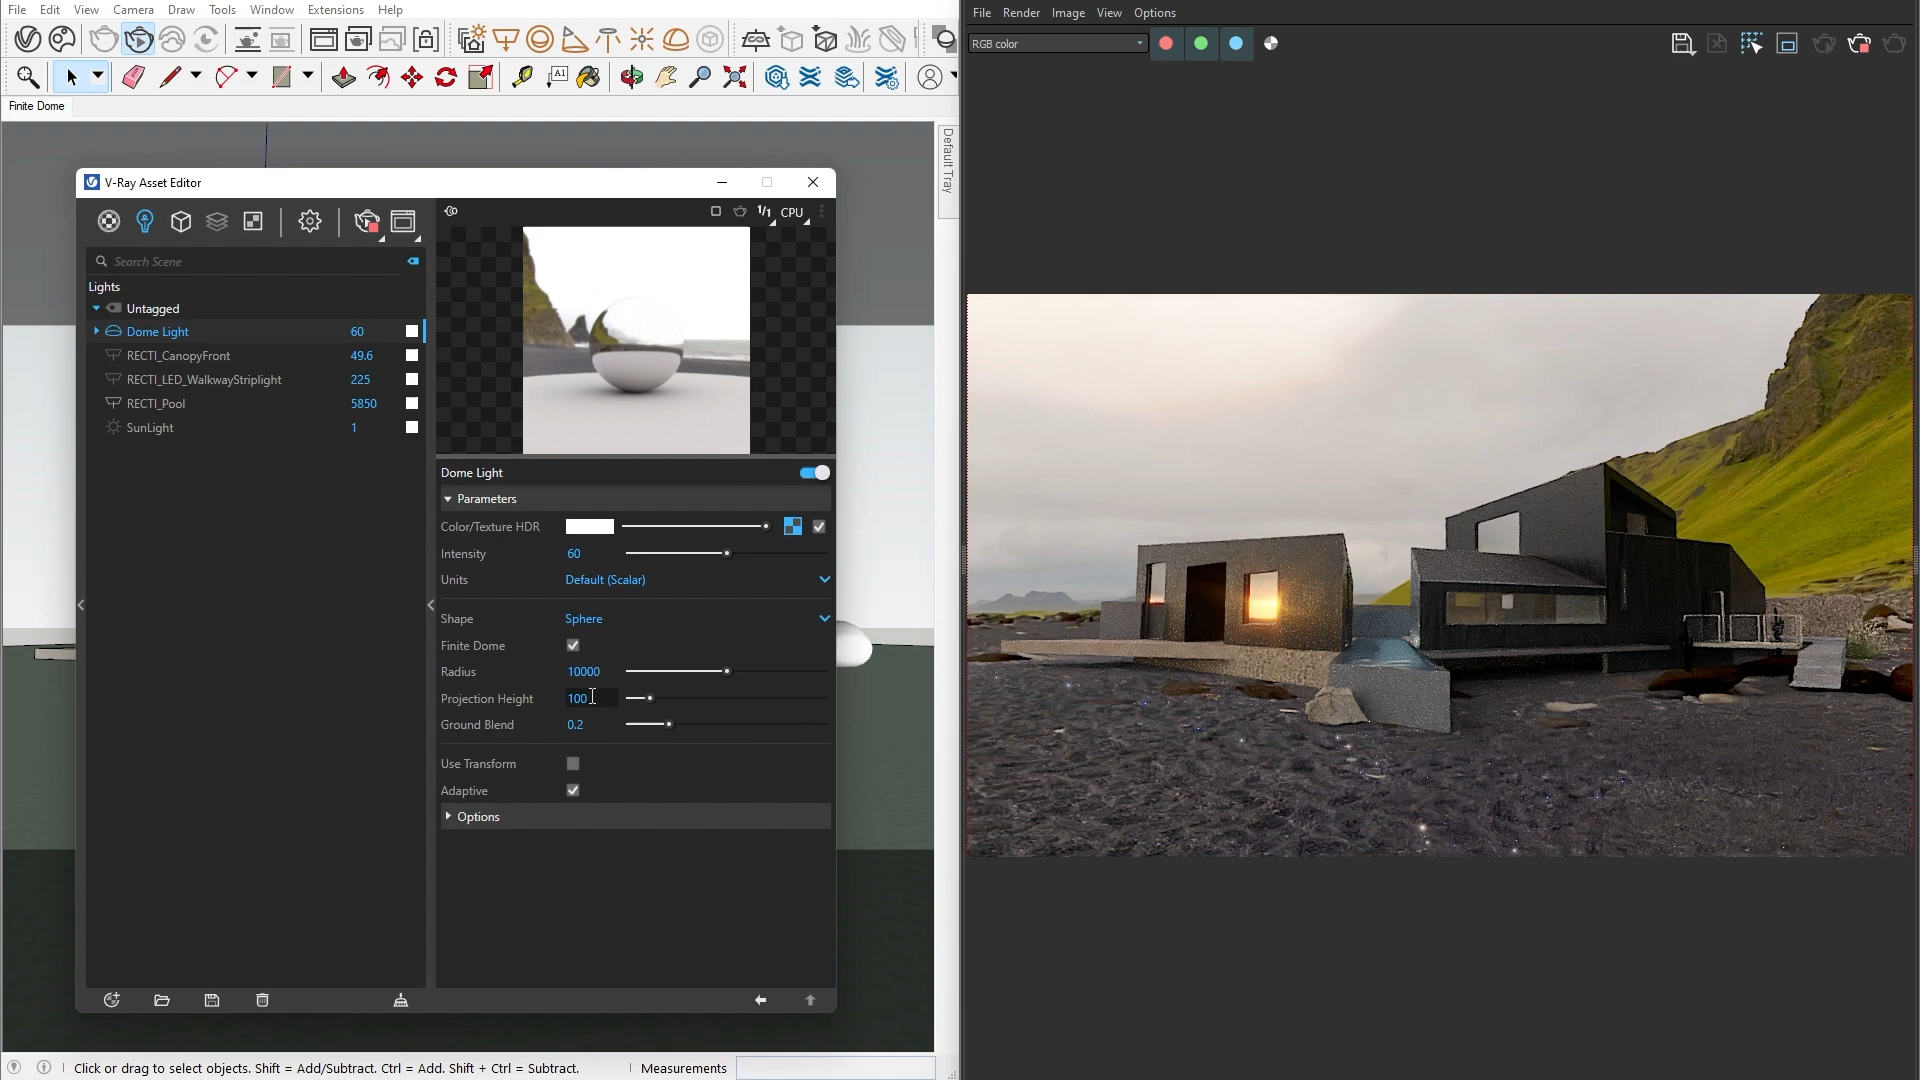 File Edit View Camera Draw Tools Window Extensions Help
A1
Finite Dome
Default Tray
V-Ray Asset Editor
1/1 CPU
Search Scene
Lights
Untagged
Dome Light 60
RECTI_CanopyFront 49.6
RECTI_LED_WalkwayStriplight 225
RECTI_Pool 5850
SunLight 1
Dome Light
Parameters
Color/Texture HDR
Intensity 60
Units Default (Scalar)
Shape Sphere
Finite Dome
Radius 10000
Projection Height 100
Ground Blend 0.2
Use Transform
Adaptive
Options
Click or drag to select objects. Shift = Add/Subtract. Ctrl = Add. Shift + Ctrl = Subtract.
Measurements
File Render Image View Options
RGB color